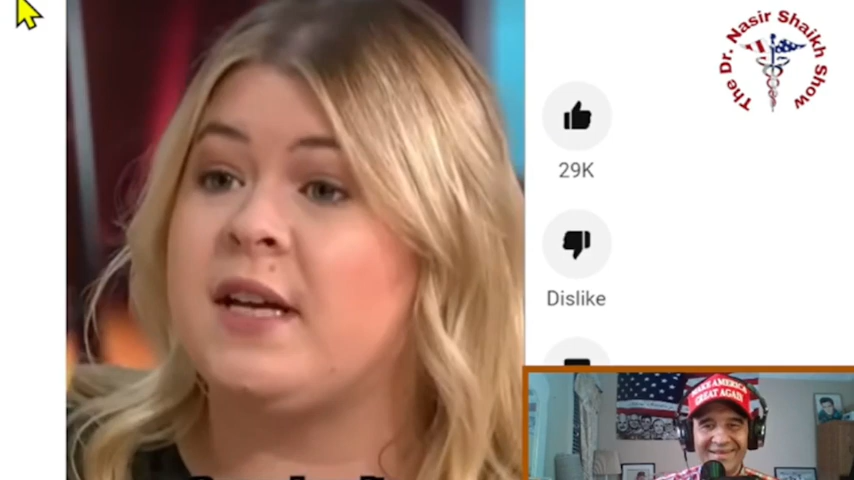 The Dr. Nasir Shaikh Show
29K
Dislike
MAKE AMERICA
GREAT AGAIN